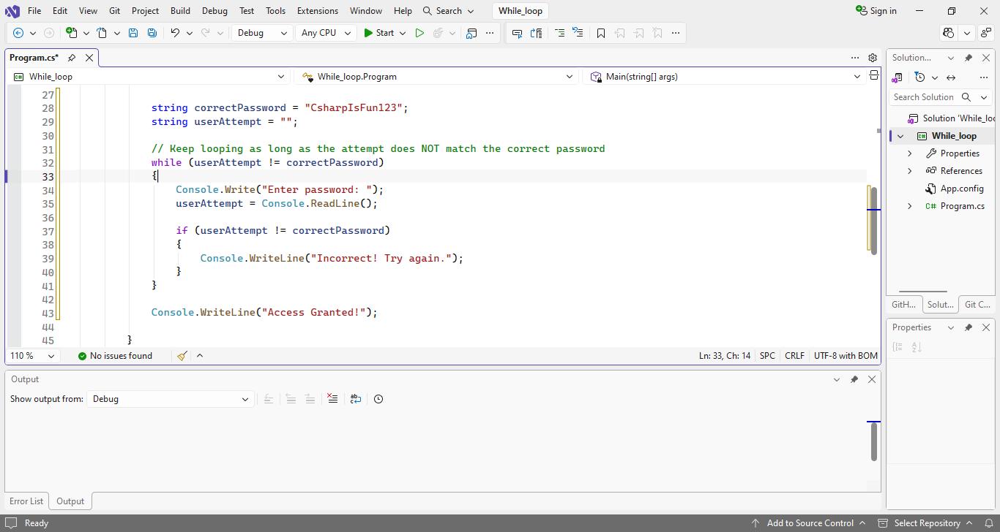 File Edit View Git Project Build Debug Test Tools Extensions Window Help Search While_loop Sign in
Debug Any CPU Start
Program.cs*
While_loop While_loop.Program Main(string[] args)
27
28 string correctPassword = "CsharpIsFun123";
29 string userAttempt = "";
30
31 // Keep looping as long as the attempt does NOT match the correct password
32 while (userAttempt != correctPassword)
33 {
34 Console.Write("Enter password: ");
35 userAttempt = Console.ReadLine();
36
37 if (userAttempt != correctPassword)
38 {
39 Console.WriteLine("Incorrect! Try again.");
40 }
41 }
42
43 Console.WriteLine("Access Granted!");
44
45 }
110 % No issues found Ln: 33, Ch: 14 SPC CRLF UTF-8 with BOM
Solution...
Search Solution
Solution 'While_loo
C# While_loop
Properties
References
App.config
C# Program.cs
GitH... Solut... Git C...
Properties
Output
Show output from: Debug
Error List Output
Ready Add to Source Control Select Repository